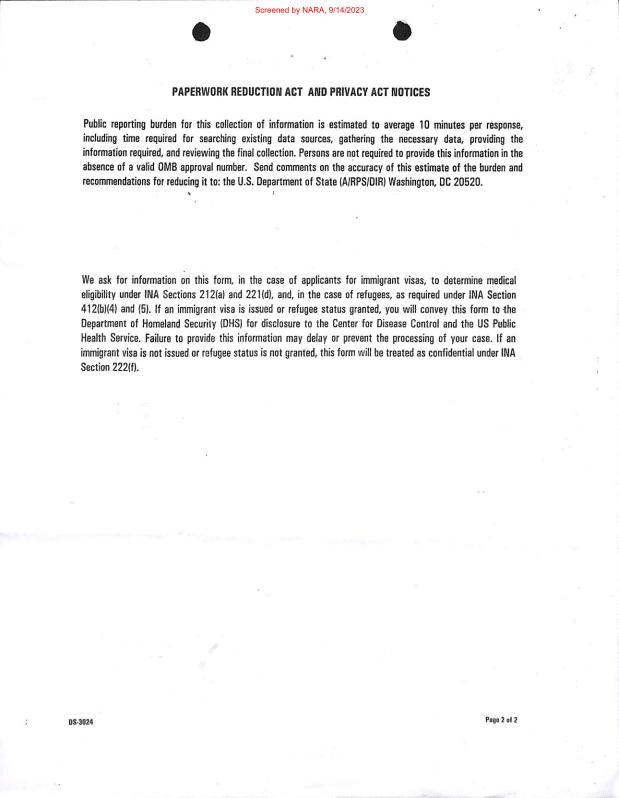 Screened by NARA, 9/14/2023
PAPERWORK REDUCTION ACT AND PRIVACY ACT NOTICES
Public reporting burden for this collection of information is estimated to average 10 minutes per response,
including time required for searching existing data sources, gathering the necessary data, providing the
information required, and reviewing the final collection. Persons are not required to provide this information in the
absence of a valid OMB approval number. Send comments on the accuracy of this estimate of the burden and
recommendations for reducing it to: the U.S. Department of State (A/RPS/DIR) Washington, DC 20520.
We ask for information on this form, in the case of applicants for immigrant visas, to determine medical
eligibility under INA Sections 212(a) and 221(d), and, in the case of refugees, as required under INA Section
412(b)(4) and (5). If an immigrant visa is issued or refugee status granted, you will convey this form to the
Department of Homeland Security (DHS) for disclosure to the Center for Disease Control and the US Public
Health Service. Failure to provide this information may delay or prevent the processing of your case. If an
immigrant visa is not issued or refugee status is not granted, this form will be treated as confidential under INA
Section 222(f).
DS-3024
Page 2 of 2